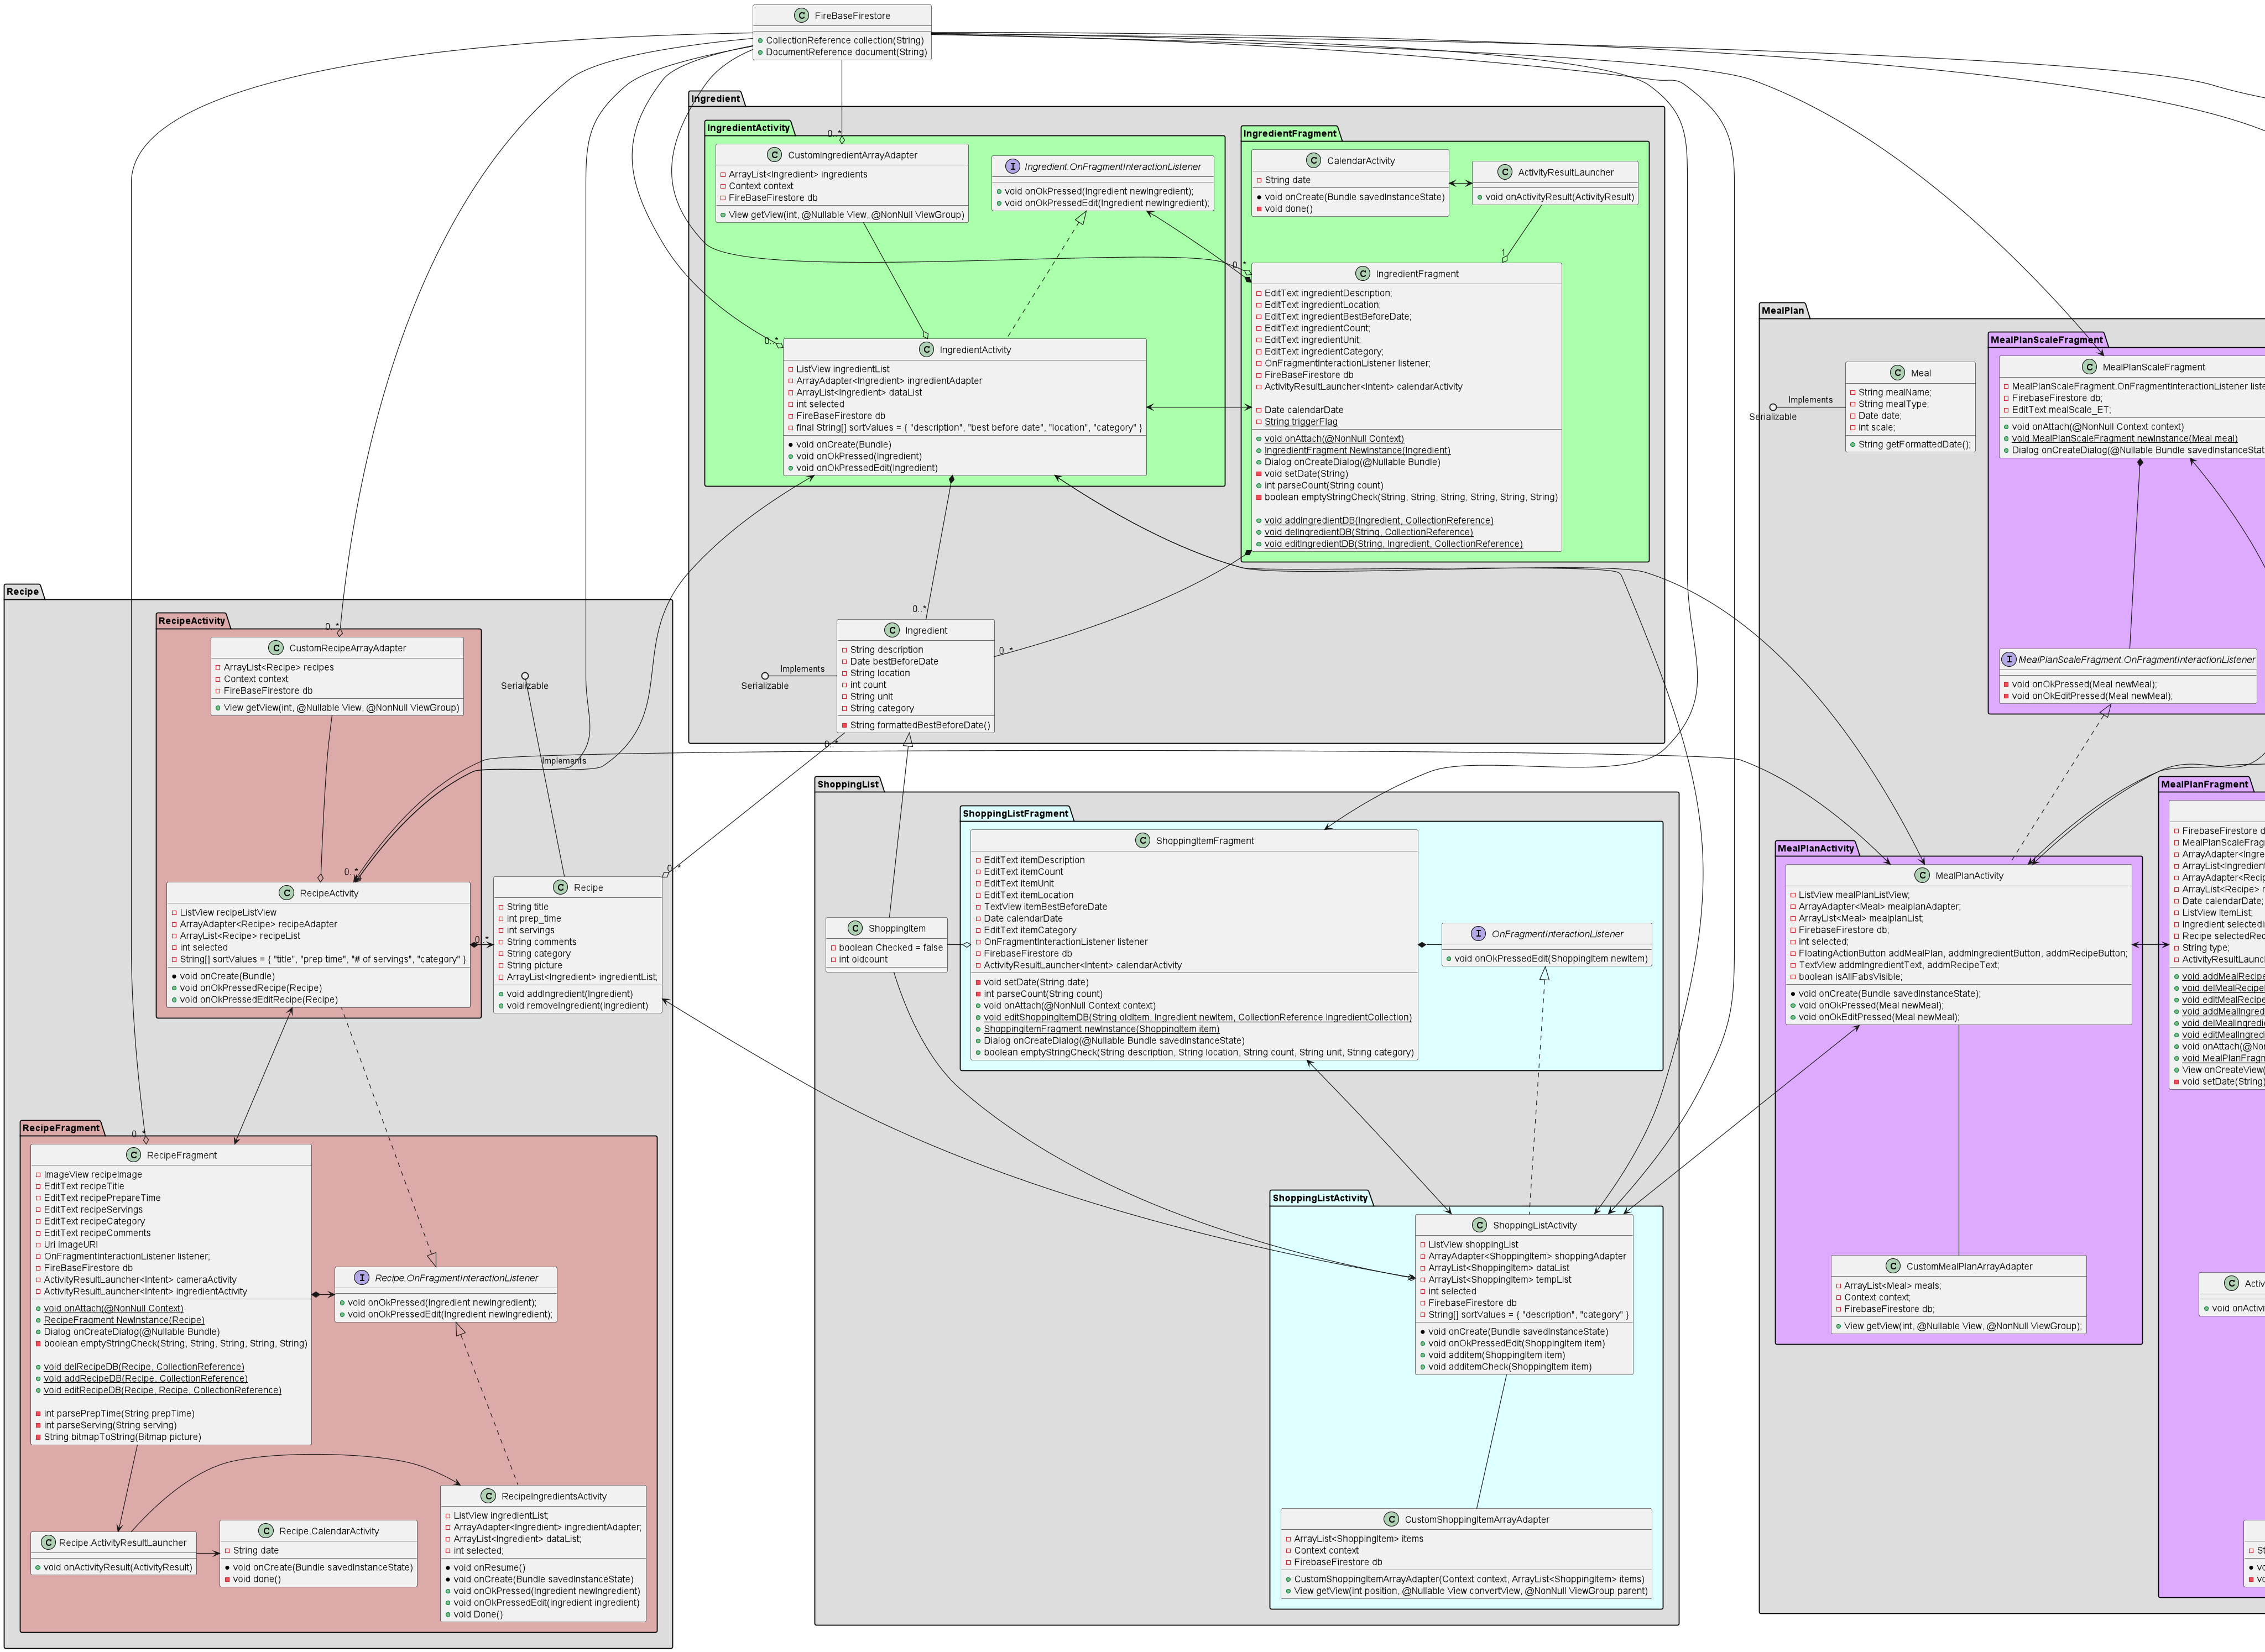 FireBaseFirestore
CollectionReference collection(String)
DocumentReference document(String)
Ingredient
IngredientActivity
0..*
CustomIngredientArrayAdapter
ArrayList<Ingredient> ingredients
Context context
FireBaseFirestore db
View getView(int, @Nullable View, @NonNull ViewGroup)
Ingredient.OnFragmentInteractionListener
void onOkPressed(Ingredient newIngredient);
void onOkPressedEdit(Ingredient newIngredient);
0..*
IngredientActivity
ListView ingredientList
ArrayAdapter<Ingredient> ingredientAdapter
ArrayList<Ingredient> dataList
int selected
FireBaseFirestore db
final String[] sortValues = { "description", "best before date", "location", "category" }
void onCreate(Bundle)
void onOkPressed(Ingredient)
void onOkPressedEdit(Ingredient)
IngredientFragment
CalendarActivity
String date
void onCreate(Bundle savedInstanceState)
void done()
ActivityResultLauncher
void onActivityResult(ActivityResult)
1
0..*
IngredientFragment
EditText ingredientDescription;
EditText ingredientLocation;
EditText ingredientBestBeforeDate;
EditText ingredientCount;
EditText ingredientUnit;
EditText ingredientCategory;
OnFragmentInteractionListener listener;
FireBaseFirestore db
ActivityResultLauncher<Intent> calendarActivity
Date calendarDate
String triggerFlag
void onAttach(@NonNull Context)
IngredientFragment NewInstance(Ingredient)
Dialog onCreateDialog(@Nullable Bundle)
void setDate(String)
int parseCount(String count)
boolean emptyStringCheck(String, String, String, String, String, String)
void addIngredientDB(Ingredient, CollectionReference)
void delIngredientDB(String, CollectionReference)
void editIngredientDB(String, Ingredient, CollectionReference)
0..*
0..*
Ingredient
String description
Date bestBeforeDate
String location
int count
String unit
String category
String formattedBestBeforeDate()
Implements
Serializable
0..*
MealPlan
Meal
String mealName;
String mealType;
Date date;
int scale;
String getFormattedDate();
Implements
Serializable
MealPlanScaleFragment
MealPlanScaleFragment
MealPlanScaleFragment.OnFragmentInteractionListener liste
FirebaseFirestore db;
EditText mealScale_ET;
void onAttach(@NonNull Context context)
void MealPlanScaleFragment newInstance(Meal meal)
Dialog onCreateDialog(@Nullable Bundle savedInstanceStat
MealPlanScaleFragment.OnFragmentInteractionListener
void onOkPressed(Meal newMeal);
void onOkEditPressed(Meal newMeal);
MealPlanActivity
MealPlanActivity
ListView mealPlanListView;
ArrayAdapter<Meal> mealplanAdapter;
ArrayList<Meal> mealplanList;
FirebaseFirestore db;
int selected;
FloatingActionButton addMealPlan, addmIngredientButton, addmRecipeButton;
TextView addmIngredientText, addmRecipeText;
boolean isAllFabsVisible;
void onCreate(Bundle savedInstanceState);
void onOkPressed(Meal newMeal);
void onOkEditPressed(Meal newMeal);
CustomMealPlanArrayAdapter
ArrayList<Meal> meals;
Context context;
FirebaseFirestore db;
View getView(int, @Nullable View, @NonNull ViewGroup);
MealPlanFragment
FirebaseFirestore d
MealPlanScaleFragm
ArrayAdapter<Ingre
ArrayList<Ingredient
ArrayAdapter<Recip
ArrayList<Recipe> r
Date calendarDate;
ListView ItemList;
Ingredient selectedIn
Recipe selectedRec
String type;
ActivityResultLaunch
void addMealRecipe
void delMealRecipe
void editMealRecipe
void addMealIngred
void delMealIngredi
void editMealIngredi
void onAttach(@Non
void MealPlanFragm
View onCreateView(
void setDate(String)
Activ
void onActivi
St
vo
vo
Recipe
RecipeActivity
0..*
CustomRecipeArrayAdapter
ArrayList<Recipe> recipes
Context context
FireBaseFirestore db
View getView(int, @Nullable View, @NonNull ViewGroup)
Serializable
Implements
0..*
RecipeActivity
ListView recipeListView
ArrayAdapter<Recipe> recipeAdapter
ArrayList<Recipe> recipeList
int selected
String[] sortValues = { "title", "prep time", "# of servings", "category" }
void onCreate(Bundle)
void onOkPressedRecipe(Recipe)
void onOkPressedEditRecipe(Recipe)
0..*
0..*
Recipe
String title
int prep_time
int servings
String comments
String category
String picture
ArrayList<Ingredient> ingredientList;
void addIngredient(Ingredient)
void removeIngredient(Ingredient)
RecipeFragment
0..*
RecipeFragment
ImageView recipeImage
EditText recipeTitle
EditText recipePrepareTime
EditText recipeServings
EditText recipeCategory
EditText recipeComments
Uri imageURI
OnFragmentInteractionListener listener;
FireBaseFirestore db
ActivityResultLauncher<Intent> cameraActivity
ActivityResultLauncher<Intent> ingredientActivity
void onAttach(@NonNull Context)
RecipeFragment NewInstance(Recipe)
Dialog onCreateDialog(@Nullable Bundle)
boolean emptyStringCheck(String, String, String, String, String)
void delRecipeDB(Recipe, CollectionReference)
void addRecipeDB(Recipe, CollectionReference)
void editRecipeDB(Recipe, Recipe, CollectionReference)
int parsePrepTime(String prepTime)
int parseServing(String serving)
String bitmapToString(Bitmap picture)
Recipe.OnFragmentInteractionListener
void onOkPressed(Ingredient newIngredient);
void onOkPressedEdit(Ingredient newIngredient);
Recipe.ActivityResultLauncher
void onActivityResult(ActivityResult)
Recipe.CalendarActivity
String date
void onCreate(Bundle savedInstanceState)
void done()
RecipeIngredientsActivity
ListView ingredientList;
ArrayAdapter<Ingredient> ingredientAdapter;
ArrayList<Ingredient> dataList;
int selected;
void onResume()
void onCreate(Bundle savedInstanceState)
void onOkPressed(Ingredient newIngredient)
void onOkPressedEdit(Ingredient ingredient)
void Done()
ShoppingList
ShoppingListFragment
ShoppingItemFragment
EditText itemDescription
EditText itemCount
EditText itemUnit
EditText itemLocation
TextView itemBestBeforeDate
Date calendarDate
EditText itemCategory
OnFragmentInteractionListener listener
FirebaseFirestore db
ActivityResultLauncher<Intent> calendarActivity
void setDate(String date)
int parseCount(String count)
void onAttach(@NonNull Context context)
void editShoppingItemDB(String oldItem, Ingredient newItem, CollectionReference IngredientCollection)
ShoppingItemFragment newInstance(ShoppingItem item)
Dialog onCreateDialog(@Nullable Bundle savedInstanceState)
boolean emptyStringCheck(String description, String location, String count, String unit, String category)
OnFragmentInteractionListener
void onOkPressedEdit(ShoppingItem newItem)
ShoppingItem
boolean Checked = false
int oldcount
ShoppingListActivity
ShoppingListActivity
ListView shoppingList
ArrayAdapter<ShoppingItem> shoppingAdapter
ArrayList<ShoppingItem> dataList
ArrayList<ShoppingItem> tempList
int selected
FirebaseFirestore db
String[] sortValues = { "description", "category" }
void onCreate(Bundle savedInstanceState)
void onOkPressedEdit(ShoppingItem item)
void additem(ShoppingItem item)
void additemCheck(ShoppingItem item)
CustomShoppingItemArrayAdapter
ArrayList<ShoppingItem> items
Context context
FirebaseFirestore db
CustomShoppingItemArrayAdapter(Context context, ArrayList<ShoppingItem> items)
View getView(int position, @Nullable View convertView, @NonNull ViewGroup parent)